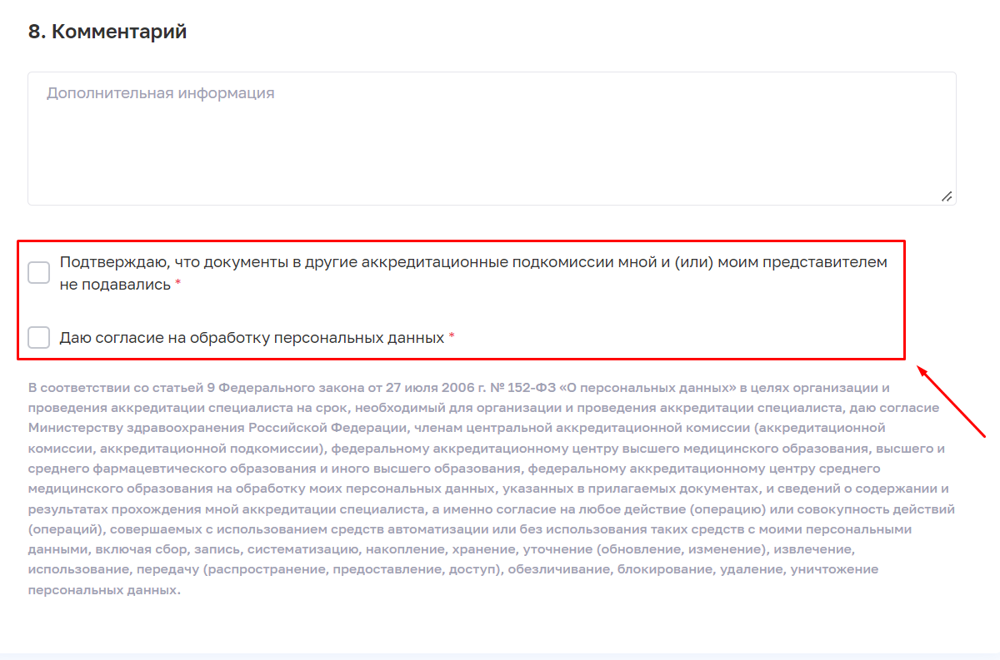 8. Комментарий
Дополнительная информация
Подтверждаю, что документы в другие аккредитационные подкомиссии мной и (или) моим представителем
не подавались *
Даю согласие на обработку персональных данных *
В соответствии со статьей 9 Федерального закона от 27 июля 2006 г. № 152-ФЗ «О персональных данных» в целях организации и
проведения аккредитации специалиста на срок, необходимый для организации и проведения аккредитации специалиста, даю согласие
Министерству здравоохранения Российской Федерации, членам центральной аккредитационной комиссии (аккредитационной
комиссии, аккредитационной подкомиссии), федеральному аккредитационному центру высшего медицинского образования, высшего и
среднего фармацевтического образования и иного высшего образования, федеральному аккредитационному центру среднего
медицинского образования на обработку моих персональных данных, указанных в прилагаемых документах, и сведений о содержании и
результатах прохождения мной аккредитации специалиста, а именно согласие на любое действие (операцию) или совокупность действий
(операций), совершаемых с использованием средств автоматизации или без использования таких средств с моими персональными
данными, включая сбор, запись, систематизацию, накопление, хранение, уточнение (обновление, изменение), извлечение,
использование, передачу (распространение, предоставление, доступ), обезличивание, блокирование, удаление, уничтожение
персональных данных.